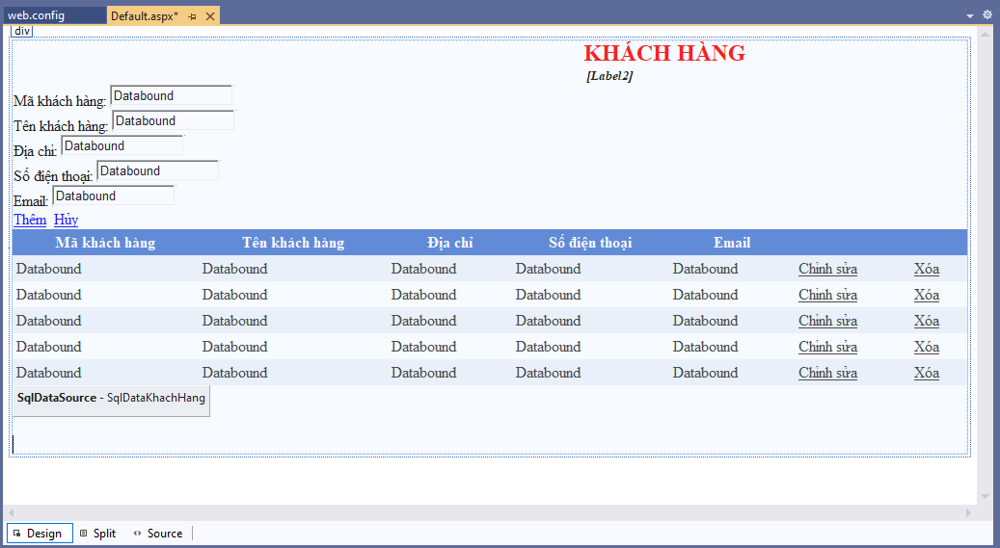 web.config Default.aspx*
div
KHÁCH HÀNG
[Label2]
Mã khách hàng: Databound
Tên khách hàng: Databound
Địa chỉ: Databound
Số điện thoại: Databound
Email: Databound
Thêm Hủy
Mã khách hàng Tên khách hàng Địa chỉ Số điện thoại Email
Databound Databound Databound Databound Databound Chỉnh sửa Xóa
Databound Databound Databound Databound Databound Chỉnh sửa Xóa
Databound Databound Databound Databound Databound Chỉnh sửa Xóa
Databound Databound Databound Databound Databound Chỉnh sửa Xóa
Databound Databound Databound Databound Databound Chỉnh sửa Xóa
SqlDataSource - SqlDataKhachHang
Design Split Source